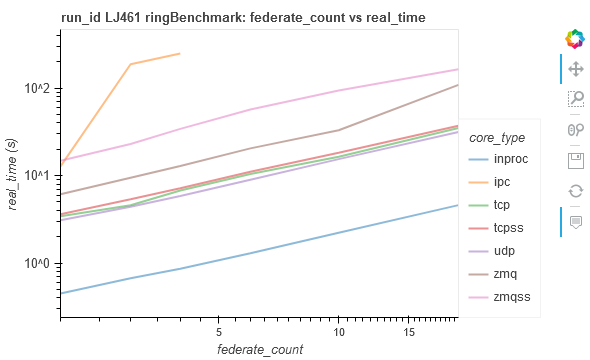 run_id LJ461 ringBenchmark: federate_count vs real_time
10^2
10^1
10^0
real_time (s)
5
10
15
federate_count
core_type
inproc
ipc
tcp
tcpss
udp
zmq
zmqss